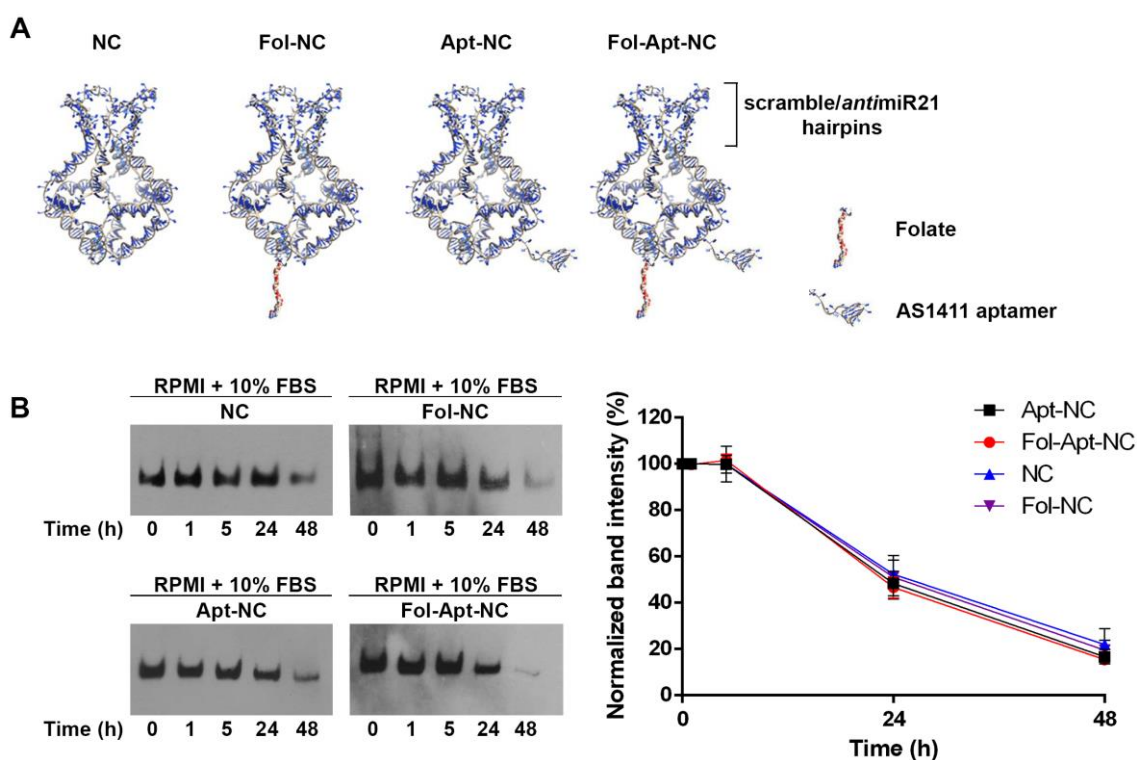 A
NC
Fol-NC
Apt-NC
Fol-Apt-NC
scramble/antimiR21
hairpins
Folate
AS1411 aptamer
B
RPMI + 10% FBS
NC
Time (h) 0 1 5 24 48
RPMI + 10% FBS
Fol-NC
0 1 5 24 48
RPMI + 10% FBS
Apt-NC
Time (h) 0 1 5 24 48
RPMI + 10% FBS
Fol-Apt-NC
0 1 5 24 48
Normalized band intensity (%)
120
100
80
60
40
20
0
0 24 48
Time (h)
Apt-NC
Fol-Apt-NC
NC
Fol-NC